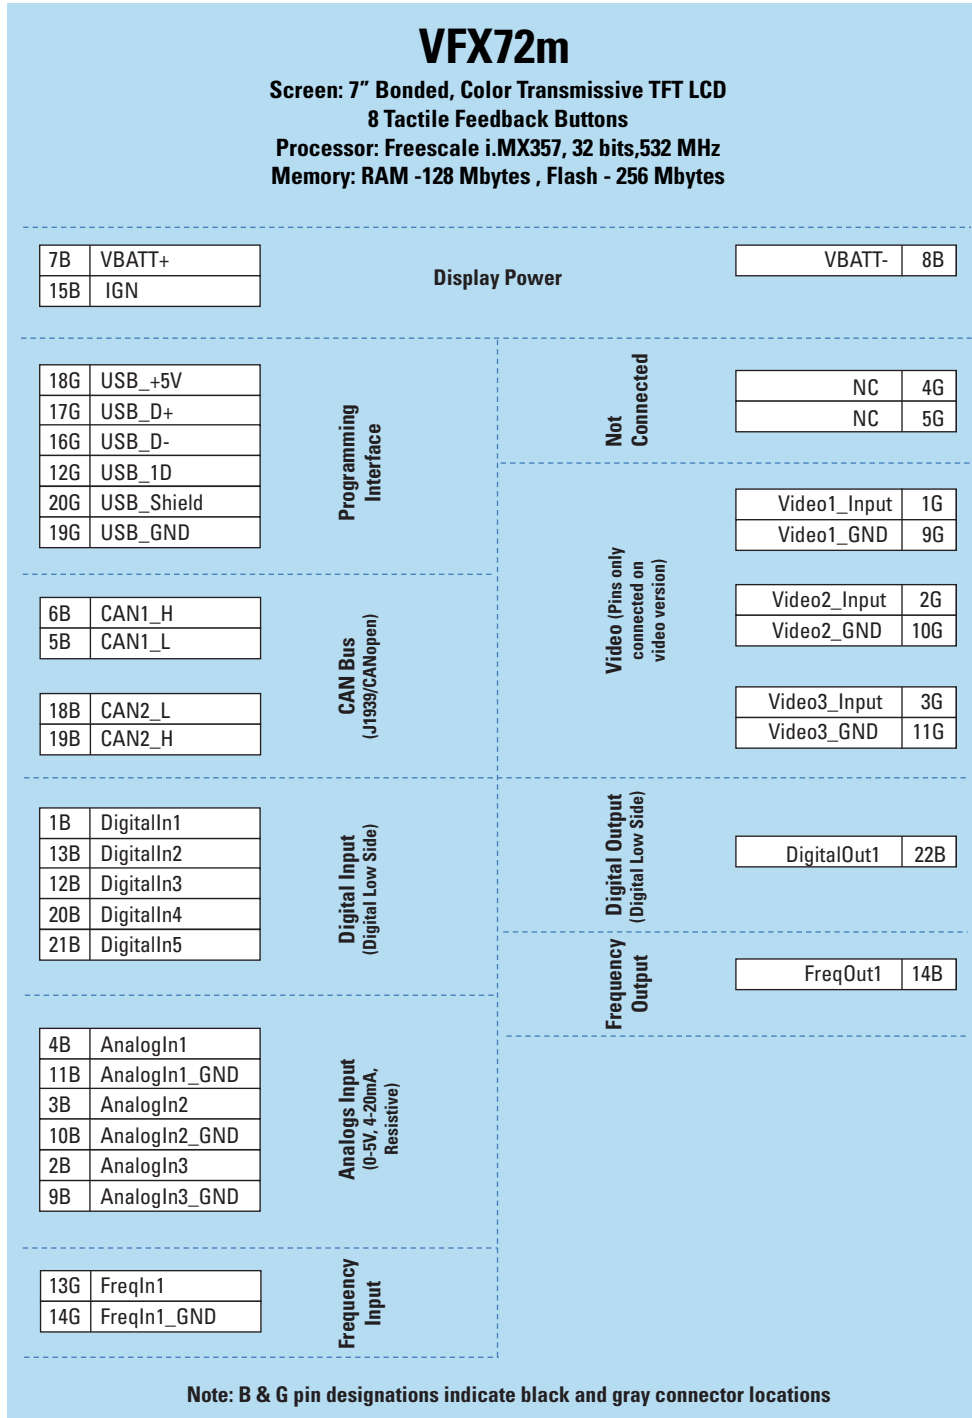 VFX72m
Screen: 7” Bonded, Color Transmissive TFT LCD
8 Tactile Feedback Buttons
Processor: Freescale i.MX357, 32 bits,532 MHz
Memory: RAM -128 Mbytes , Flash - 256 Mbytes
7B VBATT+
15B IGN
Display Power
VBATT- 8B
18G USB_+5V
17G USB_D+
16G USB_D-
12G USB_1D
20G USB_Shield
19G USB_GND
Programming
Interface
Not
Connected
NC 4G
NC 5G
6B CAN1_H
5B CAN1_L
18B CAN2_L
19B CAN2_H
CAN Bus
(J1939/CANopen)
Video (Pins only
connected on
video version)
Video1_Input 1G
Video1_GND 9G
Video2_Input 2G
Video2_GND 10G
Video3_Input 3G
Video3_GND 11G
1B DigitalIn1
13B DigitalIn2
12B DigitalIn3
20B DigitalIn4
21B DigitalIn5
Digital Input
(Digital Low Side)
Digital Output
(Digital Low Side)
DigitalOut1 22B
Frequency
Output
FreqOut1 14B
4B AnalogIn1
11B AnalogIn1_GND
3B AnalogIn2
10B AnalogIn2_GND
2B AnalogIn3
9B AnalogIn3_GND
Analogs Input
(0-5V, 4-20mA,
Resistive)
13G FreqIn1
14G FreqIn1_GND
Frequency
Input
Note: B & G pin designations indicate black and gray connector locations